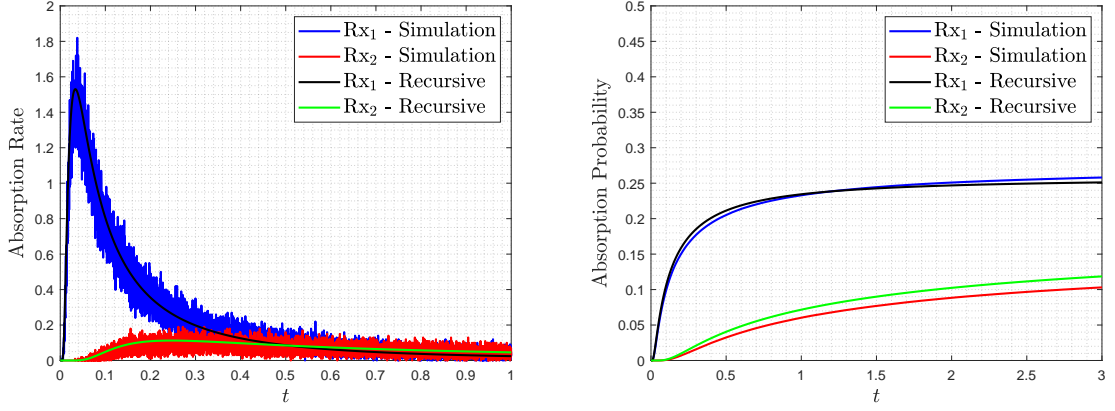 Absorption Rate
2
1.8
1.6
1.4
1.2
1
0.8
0.6
0.4
0.2
0
0 0.1 0.2 0.3 0.4 0.5 0.6 0.7 0.8 0.9 1
t
Rx₁ - Simulation
Rx₂ - Simulation
Rx₁ - Recursive
Rx₂ - Recursive
Absorption Probability
0.5
0.45
0.4
0.35
0.3
0.25
0.2
0.15
0.1
0.05
0
0 0.5 1 1.5 2 2.5 3
t
Rx₁ - Simulation
Rx₂ - Simulation
Rx₁ - Recursive
Rx₂ - Recursive